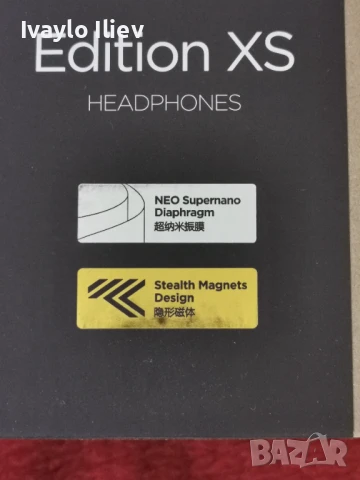 Ivaylo Iliev
Edition XS
HEADPHONES
NEO Supernano
Diaphragm
超纳米振膜
Stealth Magnets
Design
隐形磁体
BAZAR